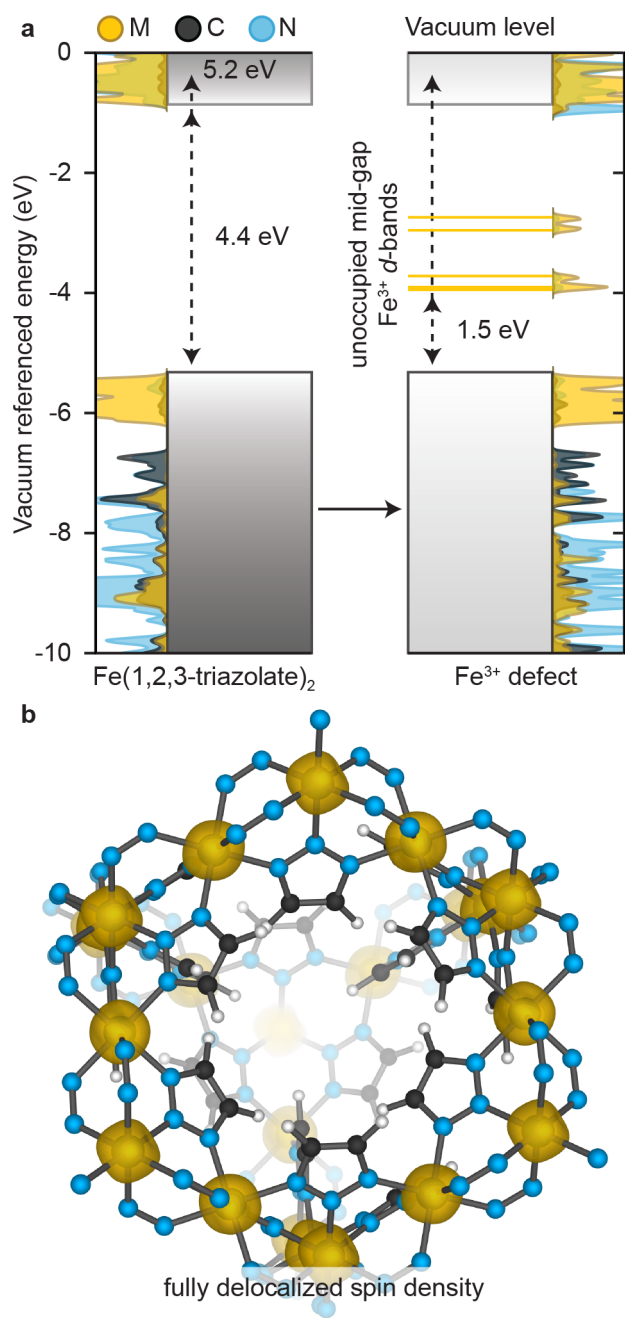 a M C N Vacuum level
0
5.2 eV
-2
4.4 eV
unoccupied mid-gap
Fe³⁺ d-bands
-4
1.5 eV
-6
-8
-10
Vacuum referenced energy (eV)
Fe(1,2,3-triazolate)₂ Fe³⁺ defect
b
fully delocalized spin density